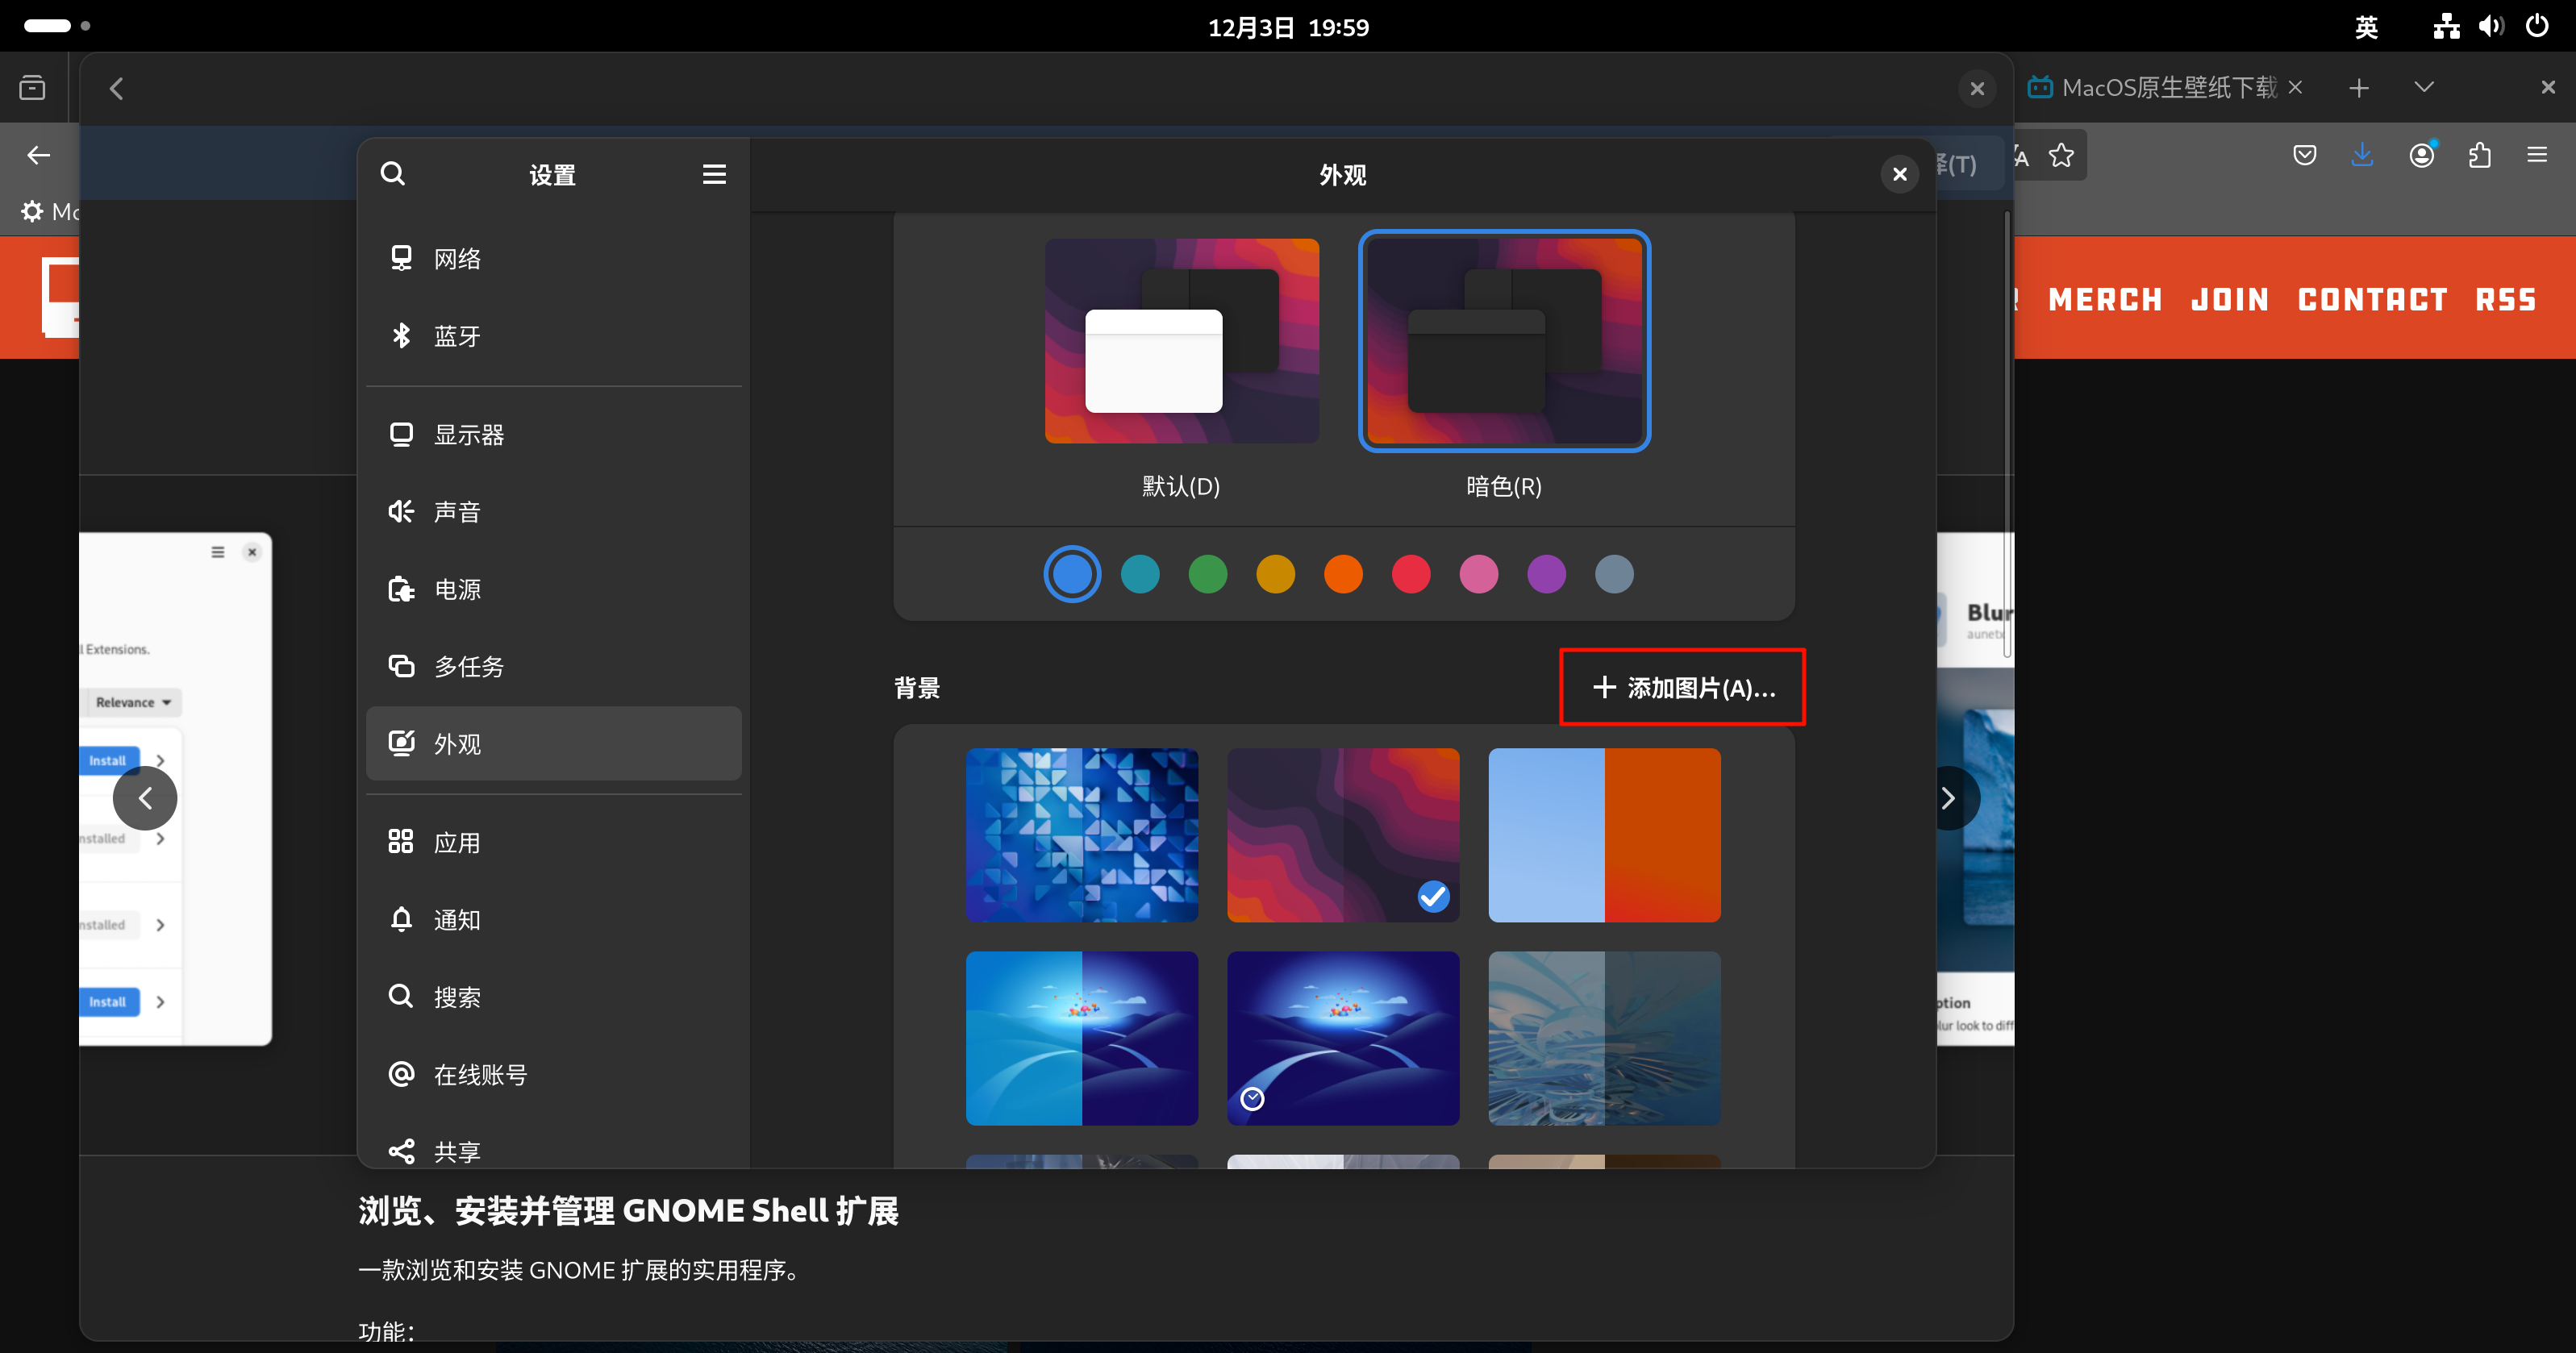 12月3日 19:59
英
MacOS原生壁纸下载
设置
外观
译(T)
网络
蓝牙
显示器
声音
电源
多任务
外观
应用
通知
搜索
在线账号
共享
MERCH JOIN CONTACT RSS
默认(D)
暗色(R)
背景
添加图片(A)...
Extensions.
Relevance
Install
nstalled
nstalled
Install
Blur
aunetx
ption
lur look to diff
浏览、安装并管理 GNOME Shell 扩展
一款浏览和安装 GNOME 扩展的实用程序。
功能：